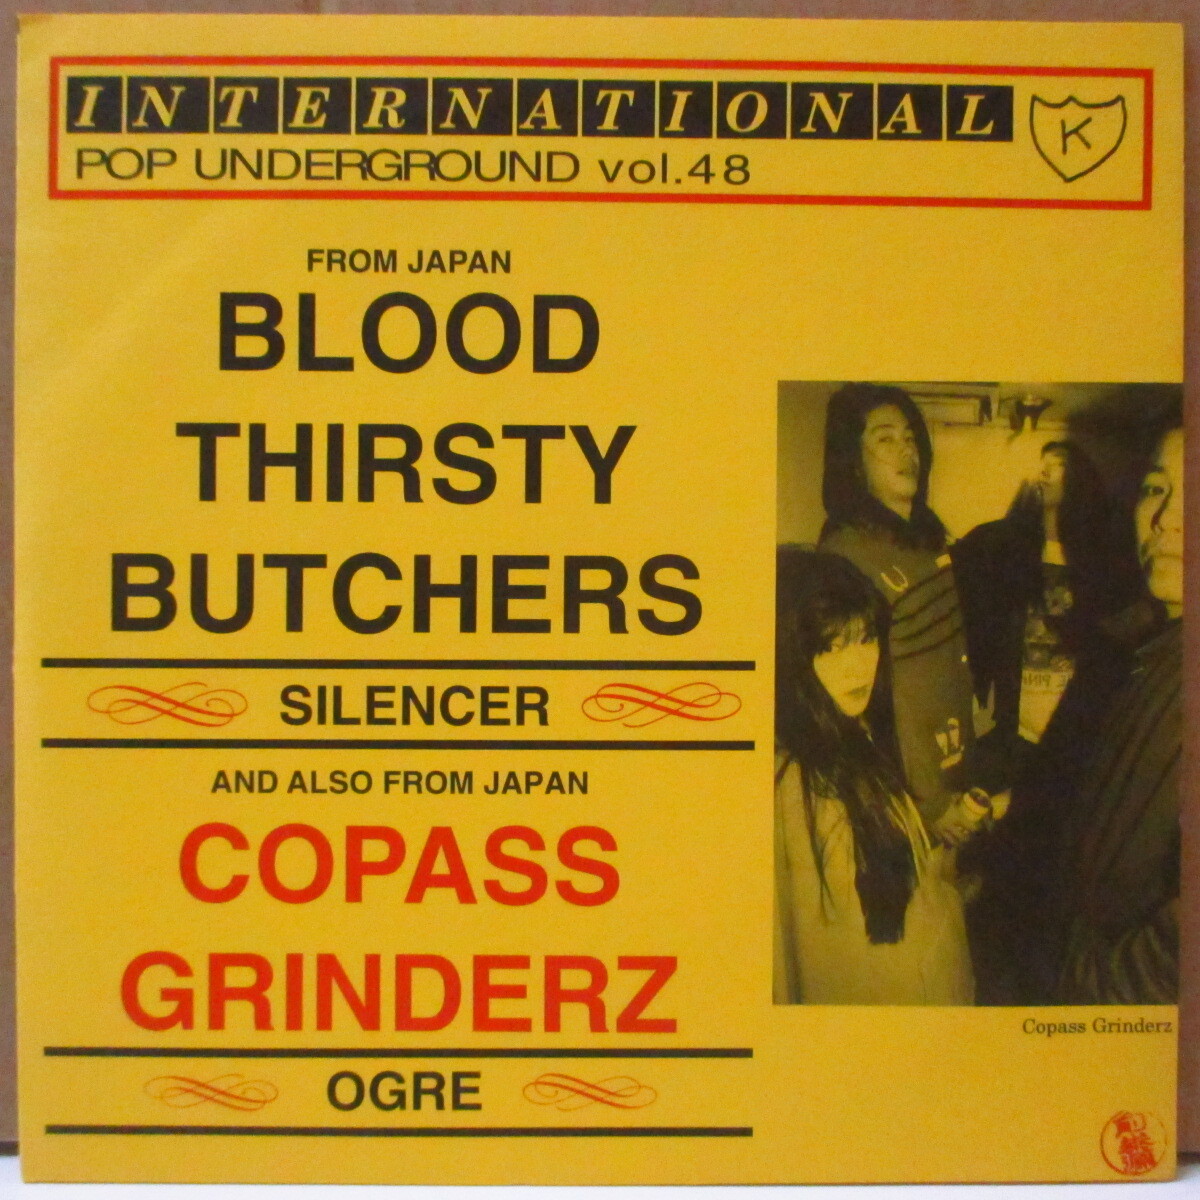 INTERNATIONAL
K
POP UNDERGROUND vol.48
FROM JAPAN
BLOOD
THIRSTY
BUTCHERS
SILENCER
AND ALSO FROM JAPAN
COPASS
GRINDERZ
OGRE
Copass Grinderz